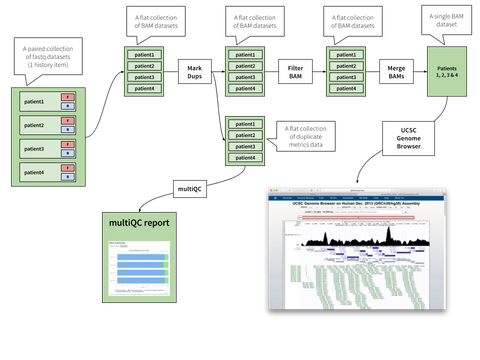 A flat collection
of BAM datasets
A flat collection
of BAM datasets
A flat collection
of BAM datasets
A single BAM
dataset
A paired collection
of fastq datasets
(1 history item)
patient1
patient2
patient3
patient4
Mark
Dups
patient1
patient2
patient3
patient4
Filter
BAM
patient1
patient2
patient3
patient4
Merge
BAMs
Patients
1, 2, 3 & 4
patient1
F
R
patient2
F
R
patient3
F
R
patient4
F
R
patient1
patient2
patient3
patient4
A flat collection
of duplicate
metrics data
UCSC
Genome
Browser
multiQC
multiQC report
UCSC Genome Browser on Human Dec. 2013 (GRCh38/hg38) Assembly